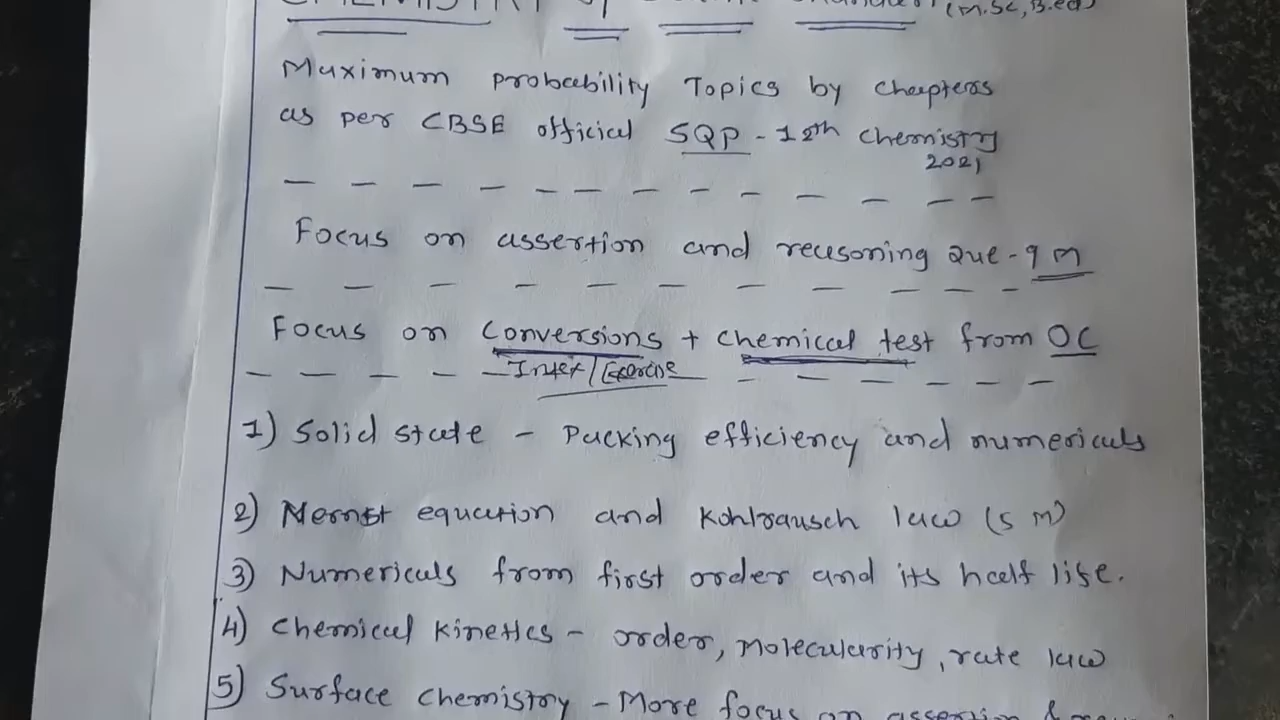 (M.Sc, B.ed)
Maximum probability Topics by chapters
as per CBSE official SQP - 12th chemistry
2021
Focus on assertion and reasoning Que - 9 M
Focus on conversions + chemical test from OC
Intext/Exercise
1) Solid state - Packing efficiency and numericals
2) Nernst equation and Kohlrausch law (5 M)
3) Numericals from first order and its half life.
4) Chemical Kinetics - order, Molecularity, rate law
5) Surface chemistry - More focus on assertion &